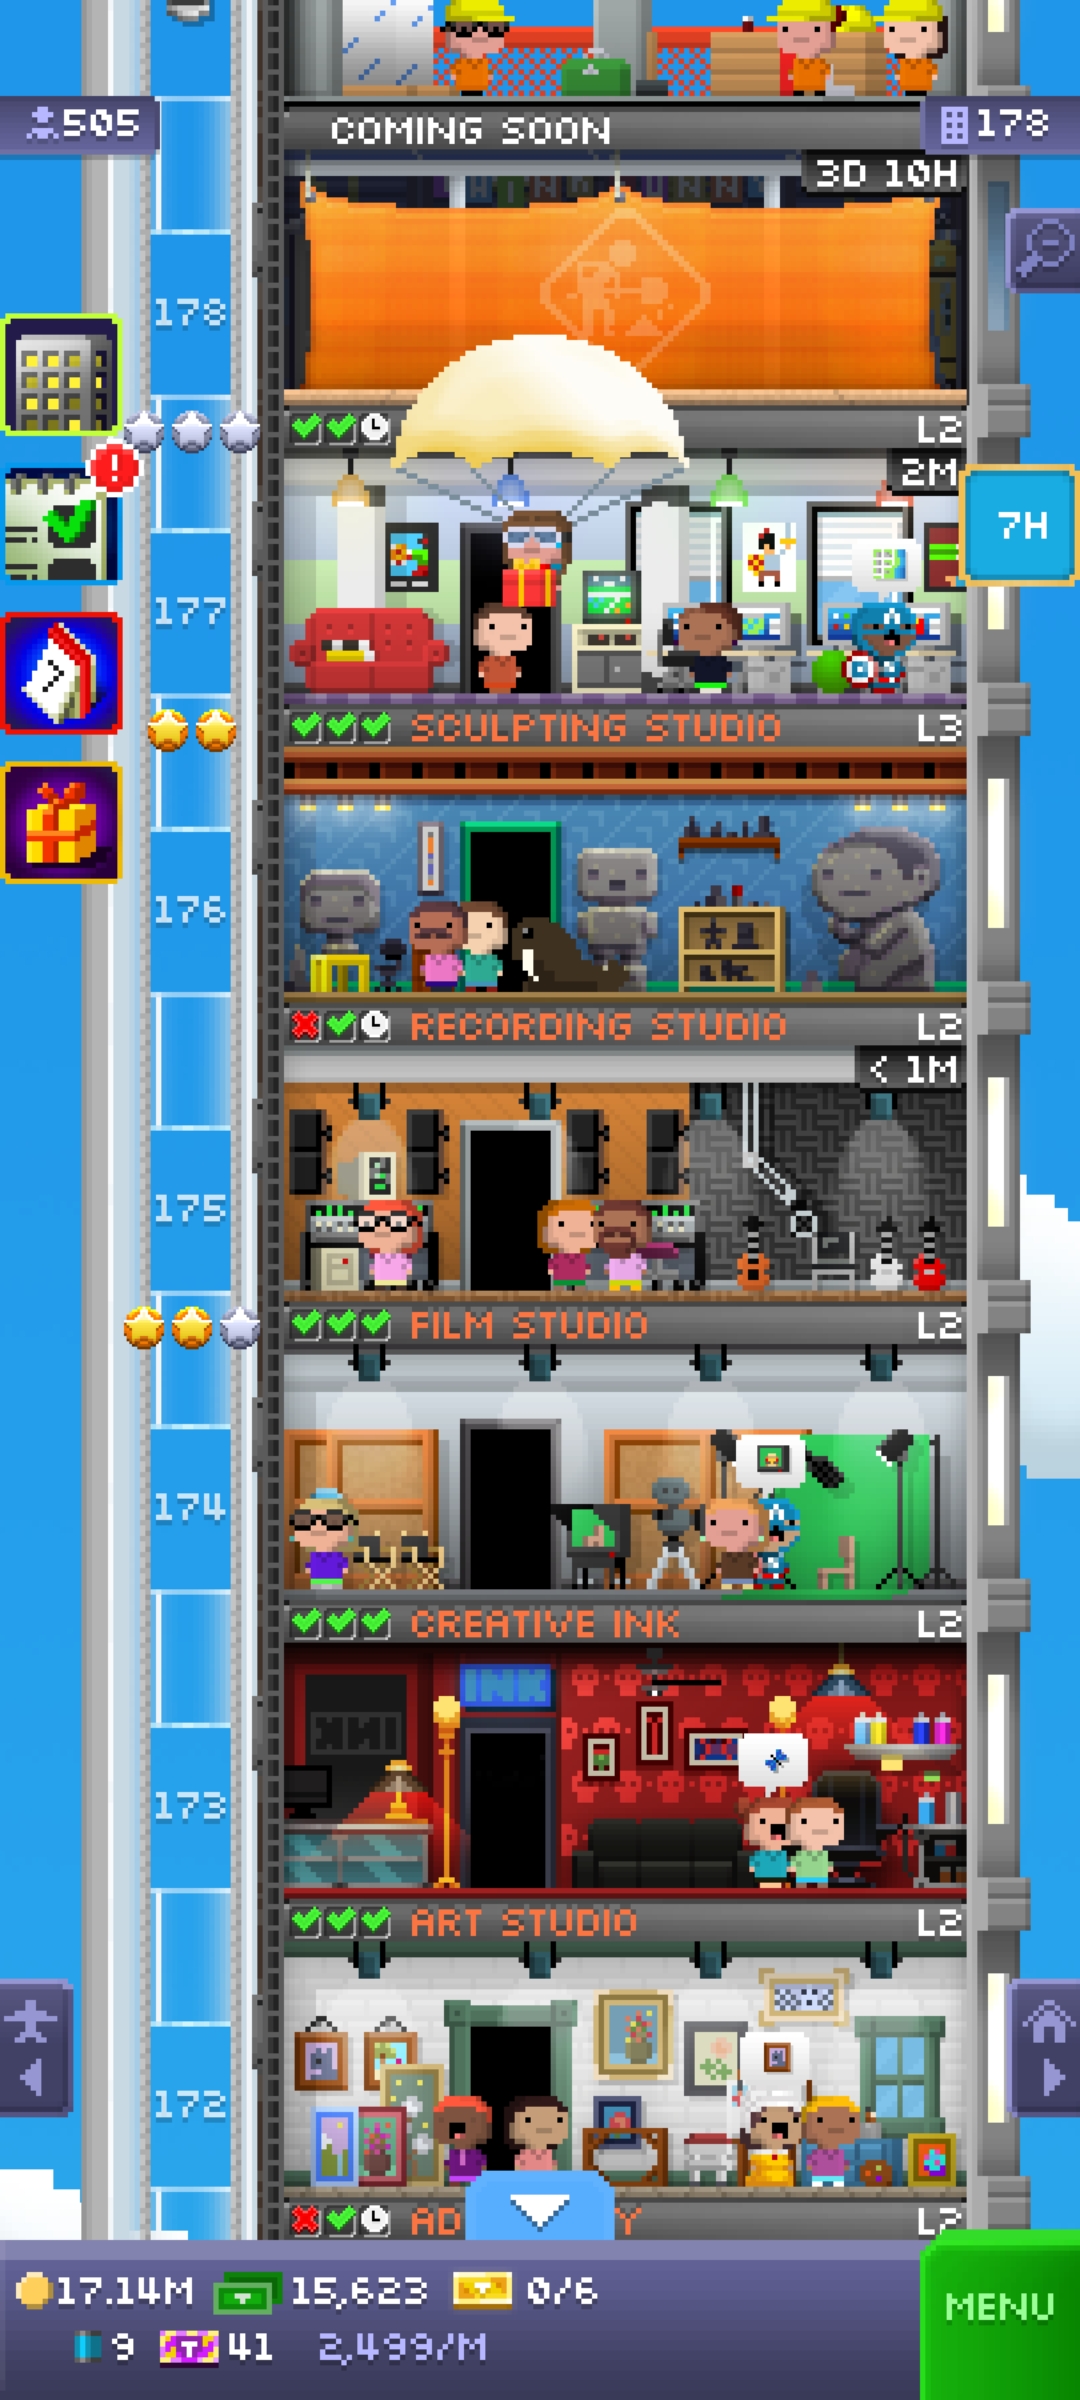 505
COMING SOON
178
3D 10H
178
L2
2M
7H
177
SCULPTING STUDIO L3
176
RECORDING STUDIO L2
< 1M
175
FILM STUDIO L2
174
CREATIVE INK L2
INK
173
ART STUDIO L2
172
L2
17.14M 15,623 0/6
MENU
9 41 2,499/M